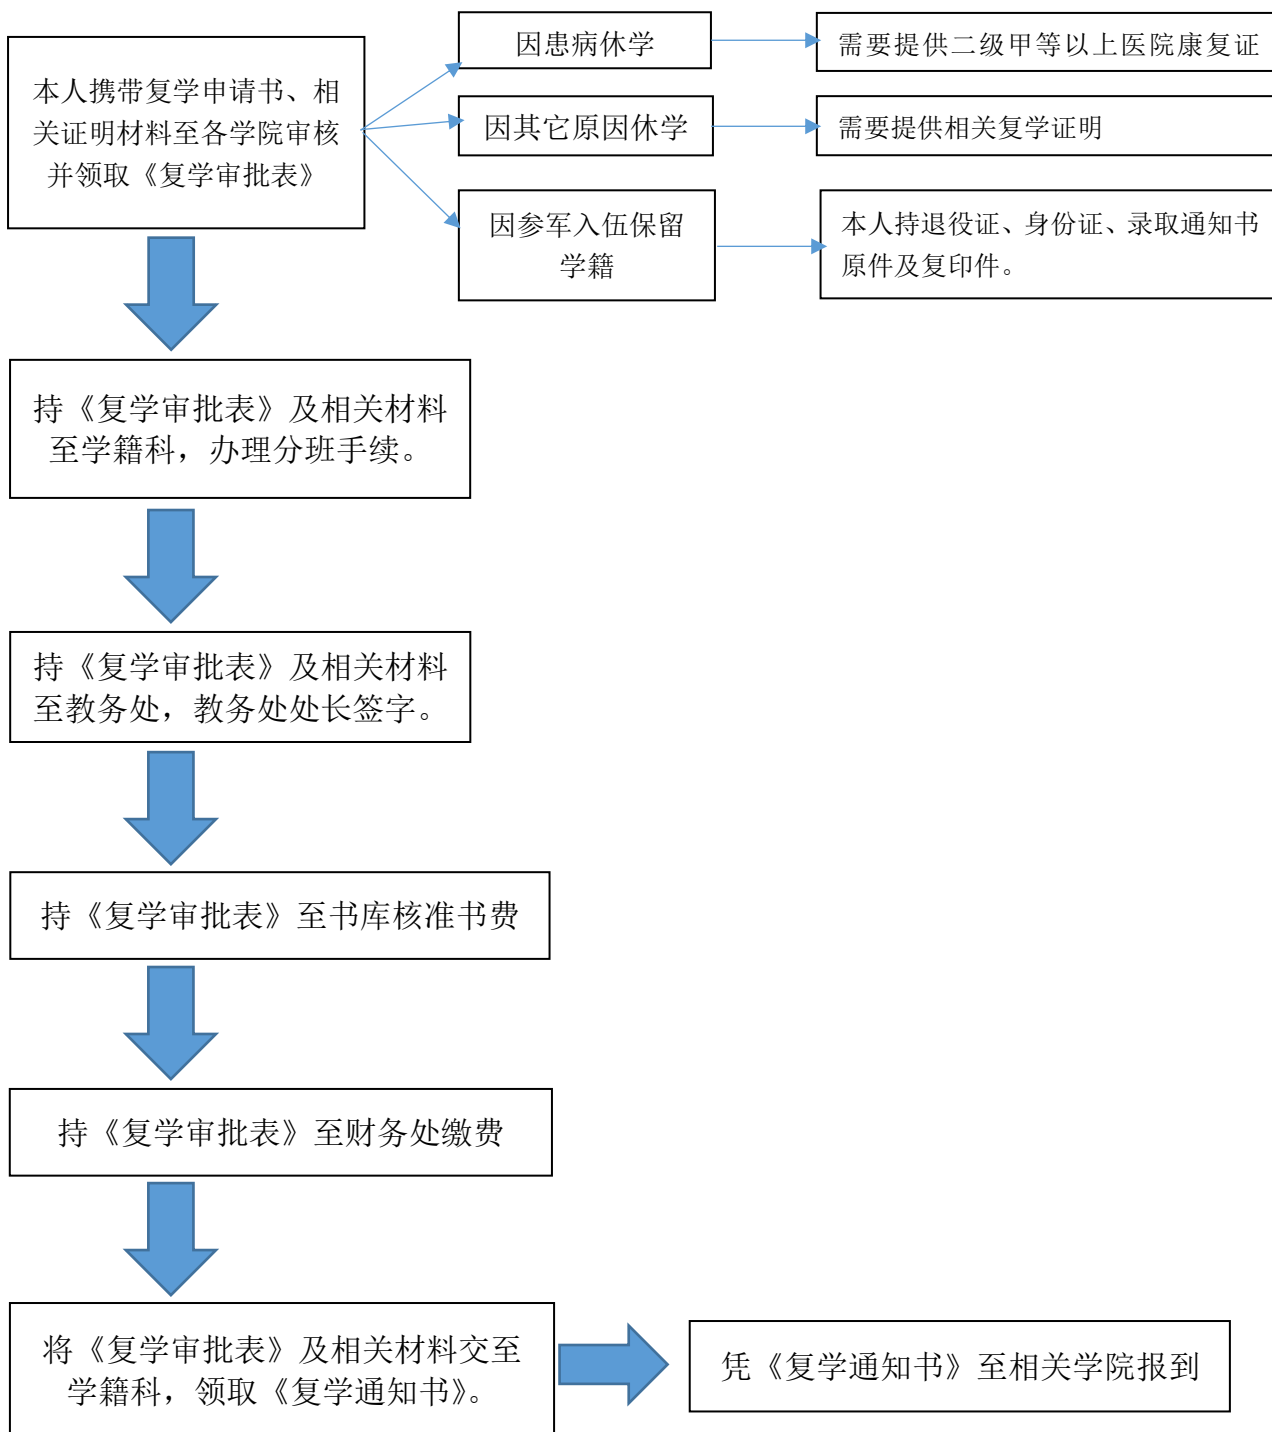 本人携带复学申请书、相
关证明材料至各学院审核
并领取《复学审批表》
因患病休学
需要提供二级甲等以上医院康复证
因其它原因休学
需要提供相关复学证明
因参军入伍保留
学籍
本人持退役证、身份证、录取通知书
原件及复印件。
持《复学审批表》及相关材料
至学籍科，办理分班手续。
持《复学审批表》及相关材料
至教务处，教务处处长签字。
持《复学审批表》至书库核准书费
持《复学审批表》至财务处缴费
将《复学审批表》及相关材料交至
学籍科，领取《复学通知书》。
凭《复学通知书》至相关学院报到